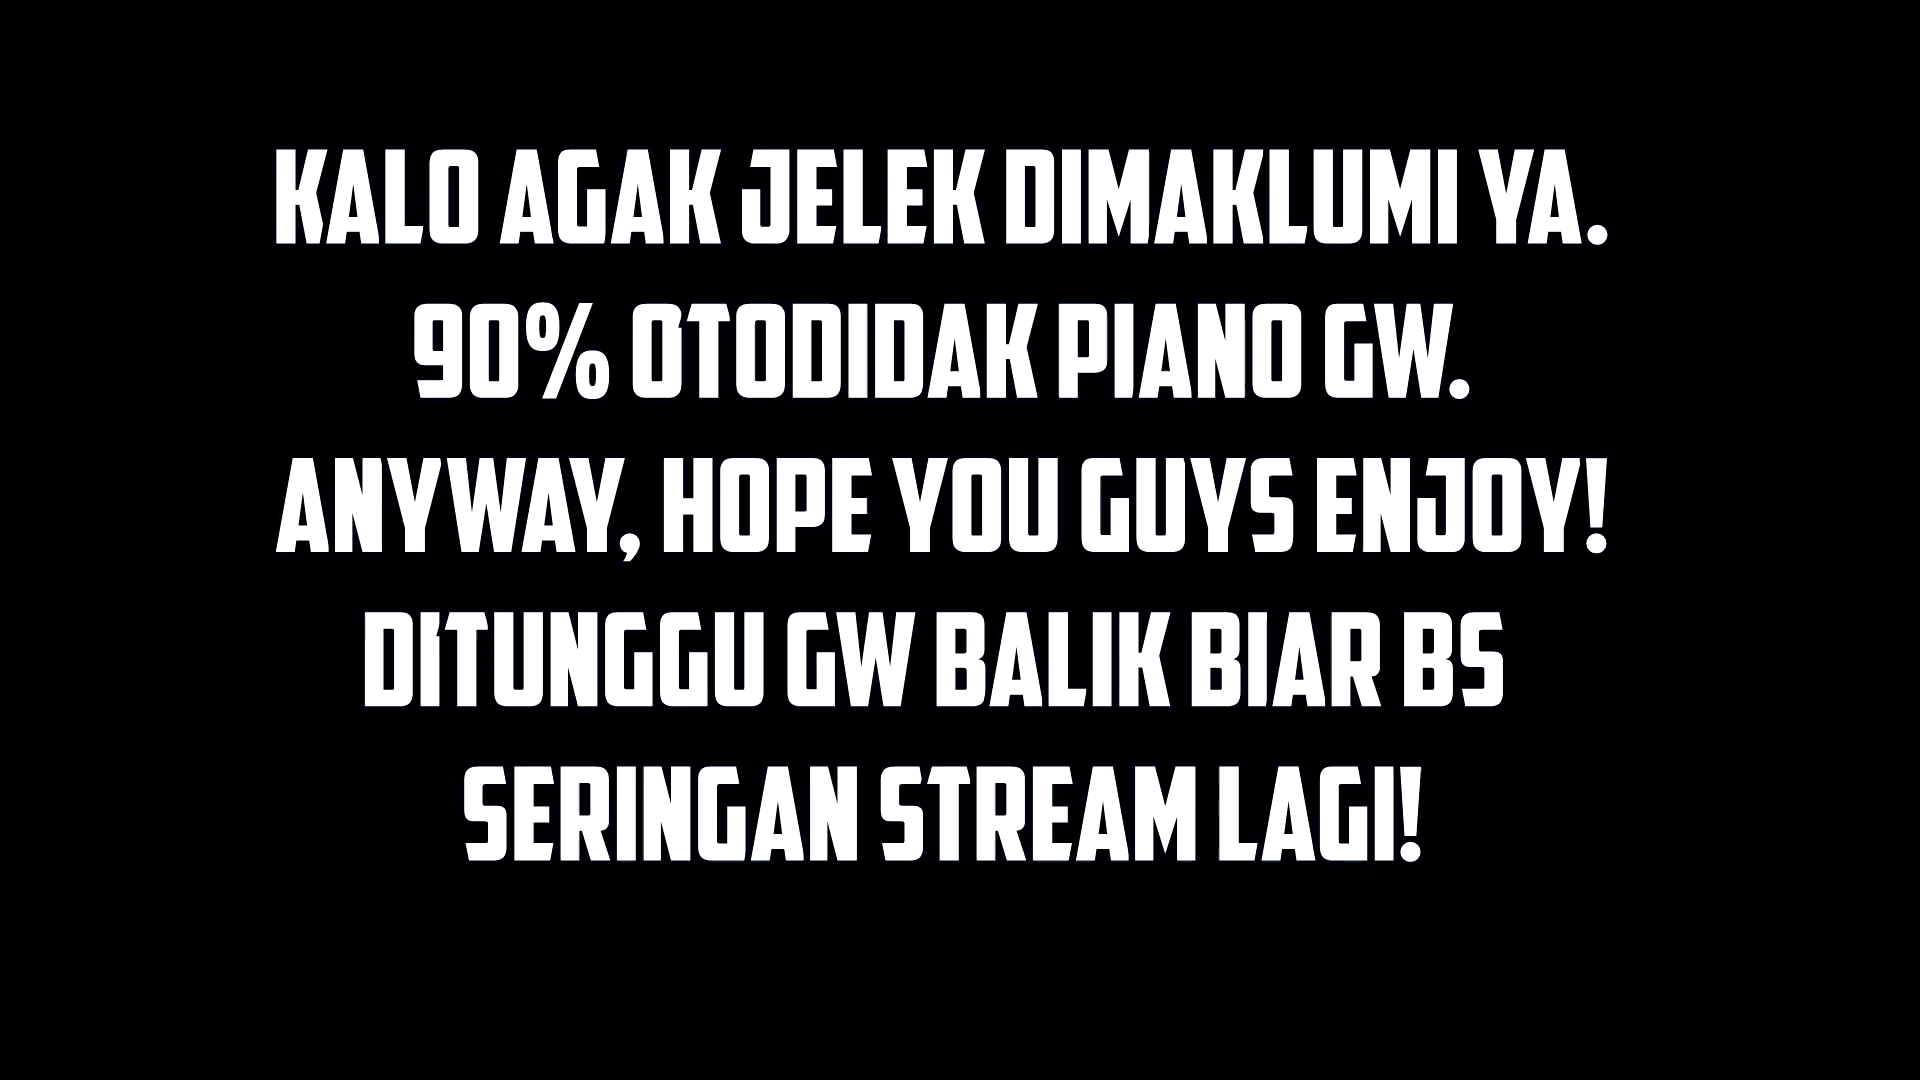 KALO AGAK JELEK DIMAKLUMI YA.
90% OTODIDAK PIANO GW.
ANYWAY, HOPE YOU GUYS ENJOY!
DITUNGGU GW BALIK BIAR BS
SERINGAN STREAM LAGI!